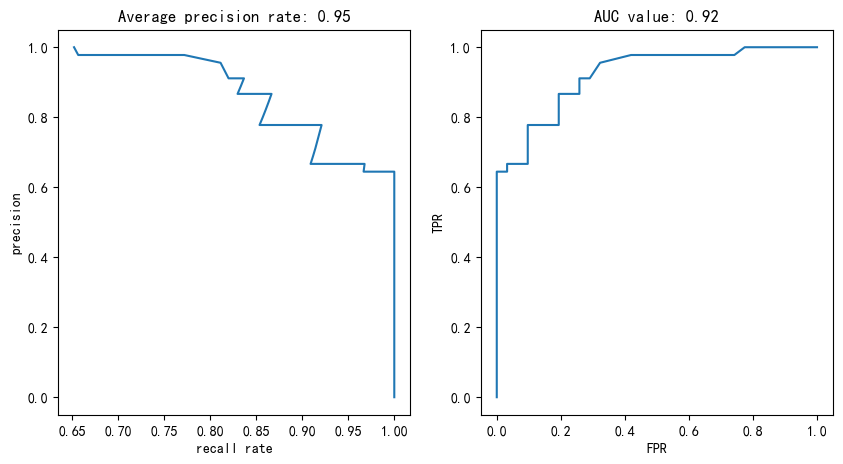 Average precision rate: 0.95
1.0
0.8
0.6
0.4
0.2
0.0
precision
0.65 0.70 0.75 0.80 0.85 0.90 0.95 1.00
recall rate
AUC value: 0.92
1.0
0.8
0.6
0.4
0.2
0.0
TPR
0.0 0.2 0.4 0.6 0.8 1.0
FPR